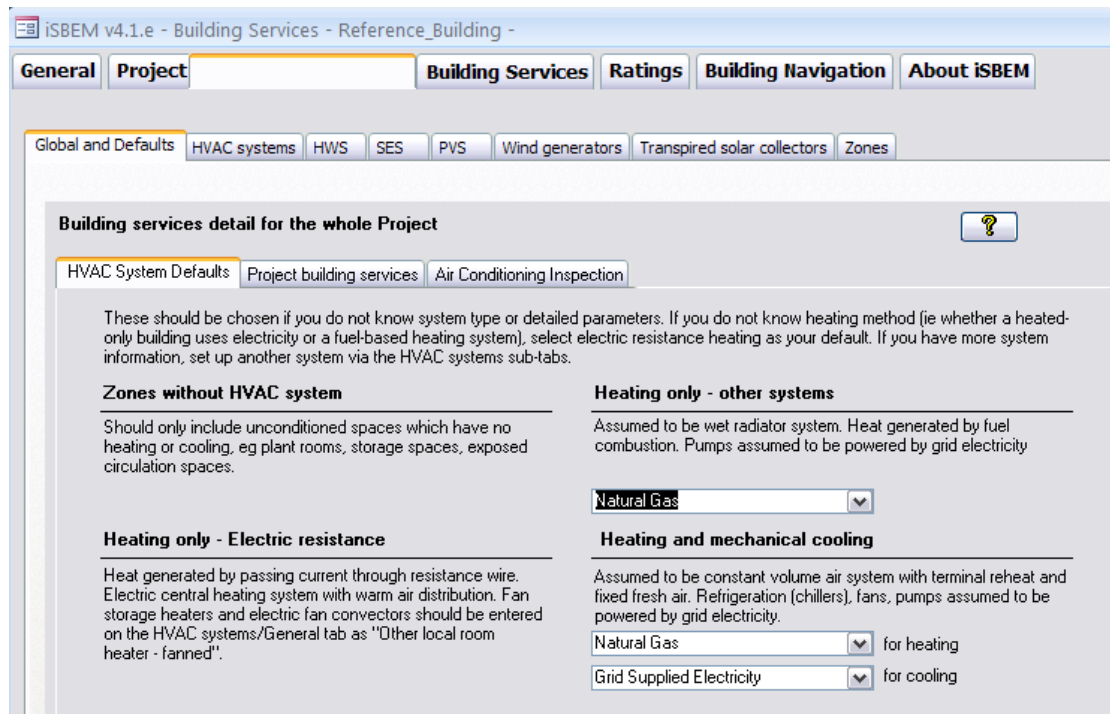 iSBEM v4.1.e - Building Services - Reference_Building -
General Project Building Services Ratings Building Navigation About iSBEM
Global and Defaults HVAC systems HWS SES PVS Wind generators Transpired solar collectors Zones
Building services detail for the whole Project
?
HVAC System Defaults Project building services Air Conditioning Inspection
These should be chosen if you do not know system type or detailed parameters. If you do not know heating method (ie whether a heated-
only building uses electricity or a fuel-based heating system), select electric resistance heating as your default. If you have more system
information, set up another system via the HVAC systems sub-tabs.
Zones without HVAC system
Should only include unconditioned spaces which have no
heating or cooling, eg plant rooms, storage spaces, exposed
circulation spaces.
Heating only - other systems
Assumed to be wet radiator system. Heat generated by fuel
combustion. Pumps assumed to be powered by grid electricity
Natural Gas
Heating only - Electric resistance
Heat generated by passing current through resistance wire.
Electric central heating system with warm air distribution. Fan
storage heaters and electric fan convectors should be entered
on the HVAC systems/General tab as "Other local room
heater - fanned".
Heating and mechanical cooling
Assumed to be constant volume air system with terminal reheat and
fixed fresh air. Refrigeration (chillers), fans, pumps assumed to be
powered by grid electricity.
Natural Gas for heating
Grid Supplied Electricity for cooling